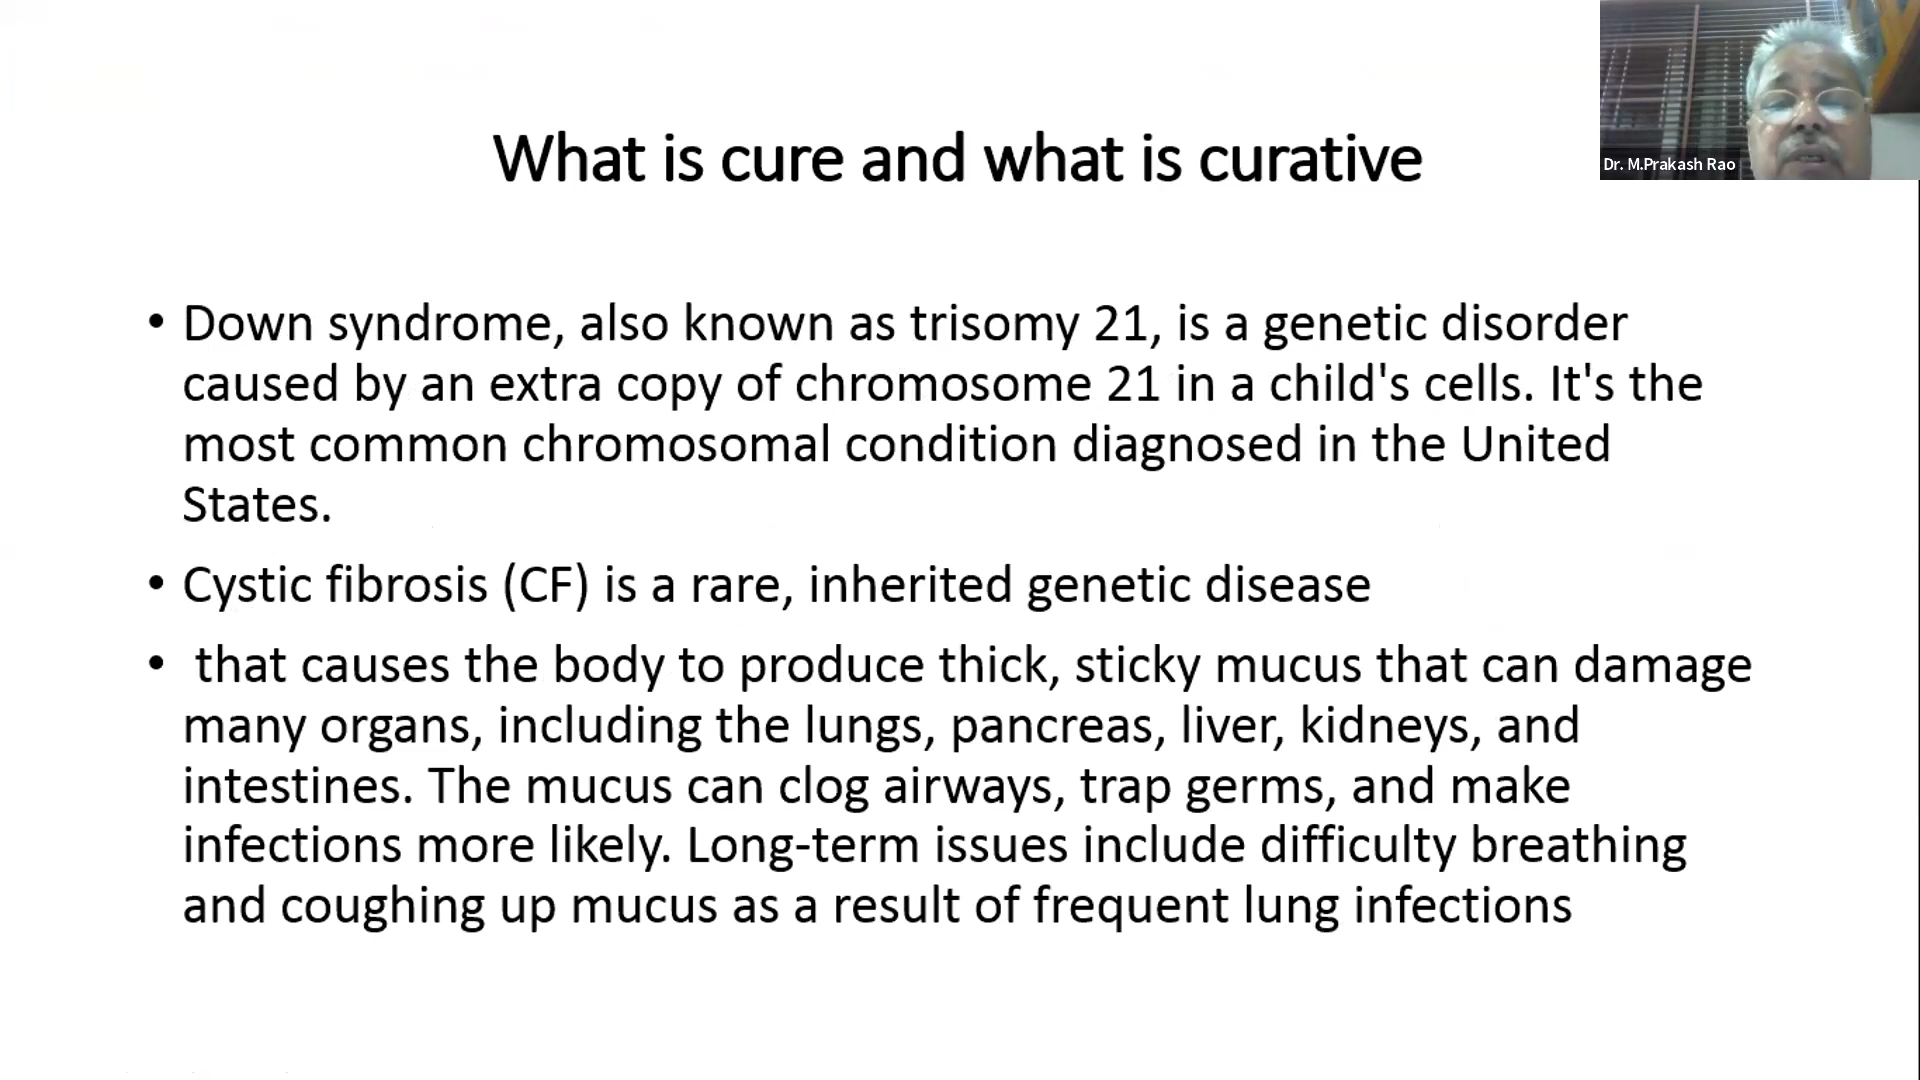 What is cure and what is curative
Dr. M.Prakash Rao
• Down syndrome, also known as trisomy 21, is a genetic disorder
caused by an extra copy of chromosome 21 in a child's cells. It's the
most common chromosomal condition diagnosed in the United
States.
• Cystic fibrosis (CF) is a rare, inherited genetic disease
• that causes the body to produce thick, sticky mucus that can damage
many organs, including the lungs, pancreas, liver, kidneys, and
intestines. The mucus can clog airways, trap germs, and make
infections more likely. Long-term issues include difficulty breathing
and coughing up mucus as a result of frequent lung infections